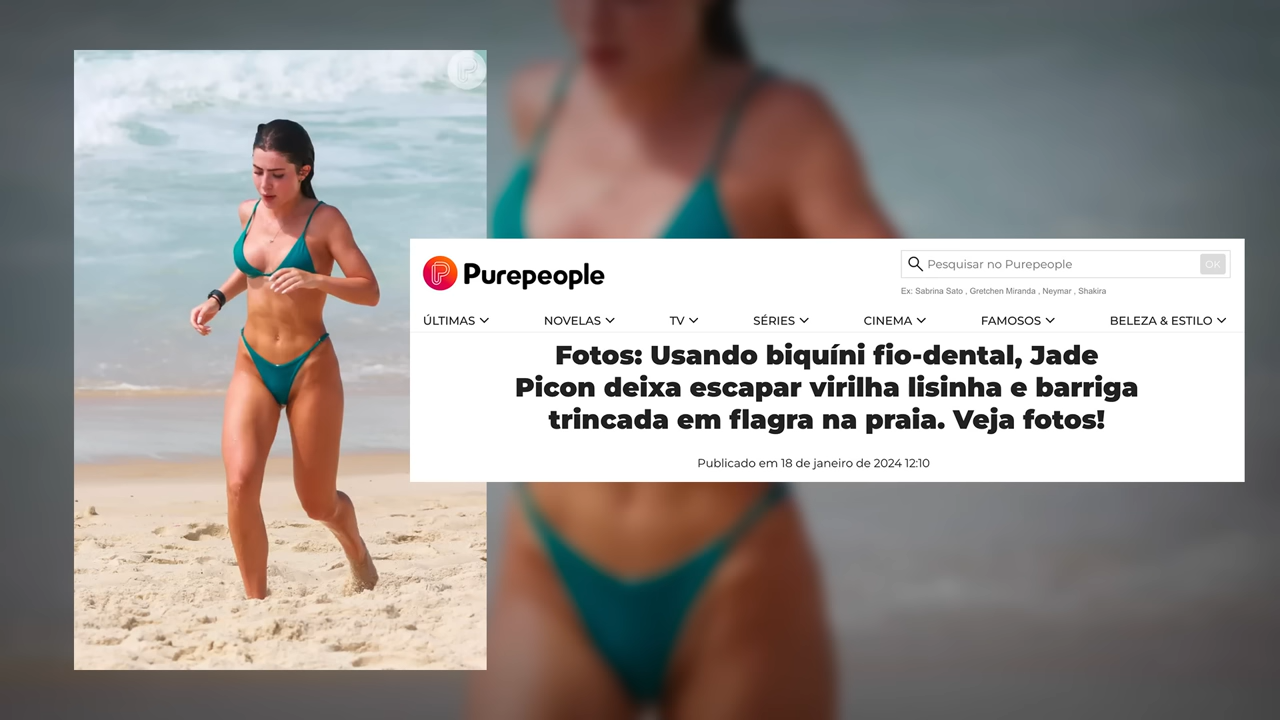 Purepeople
Pesquisar no Purepeople
OK
Ex: Sabrina Sato , Gretchen Miranda , Neymar , Shakira
ÚLTIMAS NOVELAS TV SÉRIES CINEMA FAMOSOS BELEZA & ESTILO
Fotos: Usando biquíni fio-dental, Jade
Picon deixa escapar virilha lisinha e barriga
trincada em flagra na praia. Veja fotos!
Publicado em 18 de janeiro de 2024 12:10